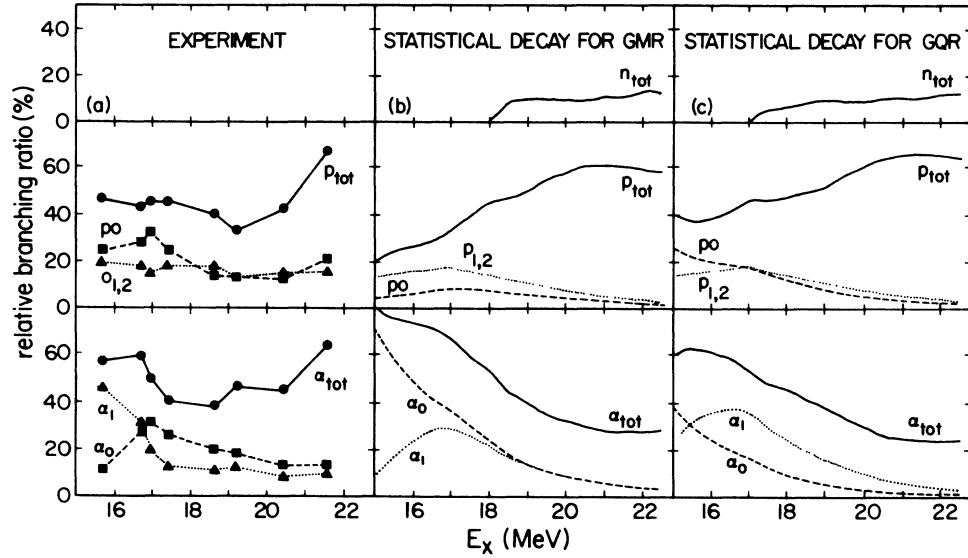 EXPERIMENT
STATISTICAL DECAY FOR GMR
STATISTICAL DECAY FOR GQR
relative branching ratio (%)
40
20
0
(a)
(b)
(c)
n_tot
n_tot
60
40
20
0
p_tot
po
o_1,2
p_tot
p_1,2
po
p_tot
po
p_1,2
60
40
20
0
α_tot
α_1
α_0
α_0
α_1
α_tot
α_1
α_0
α_tot
16 18 20 22
16 18 20 22
16 18 20 22
E_x (MeV)